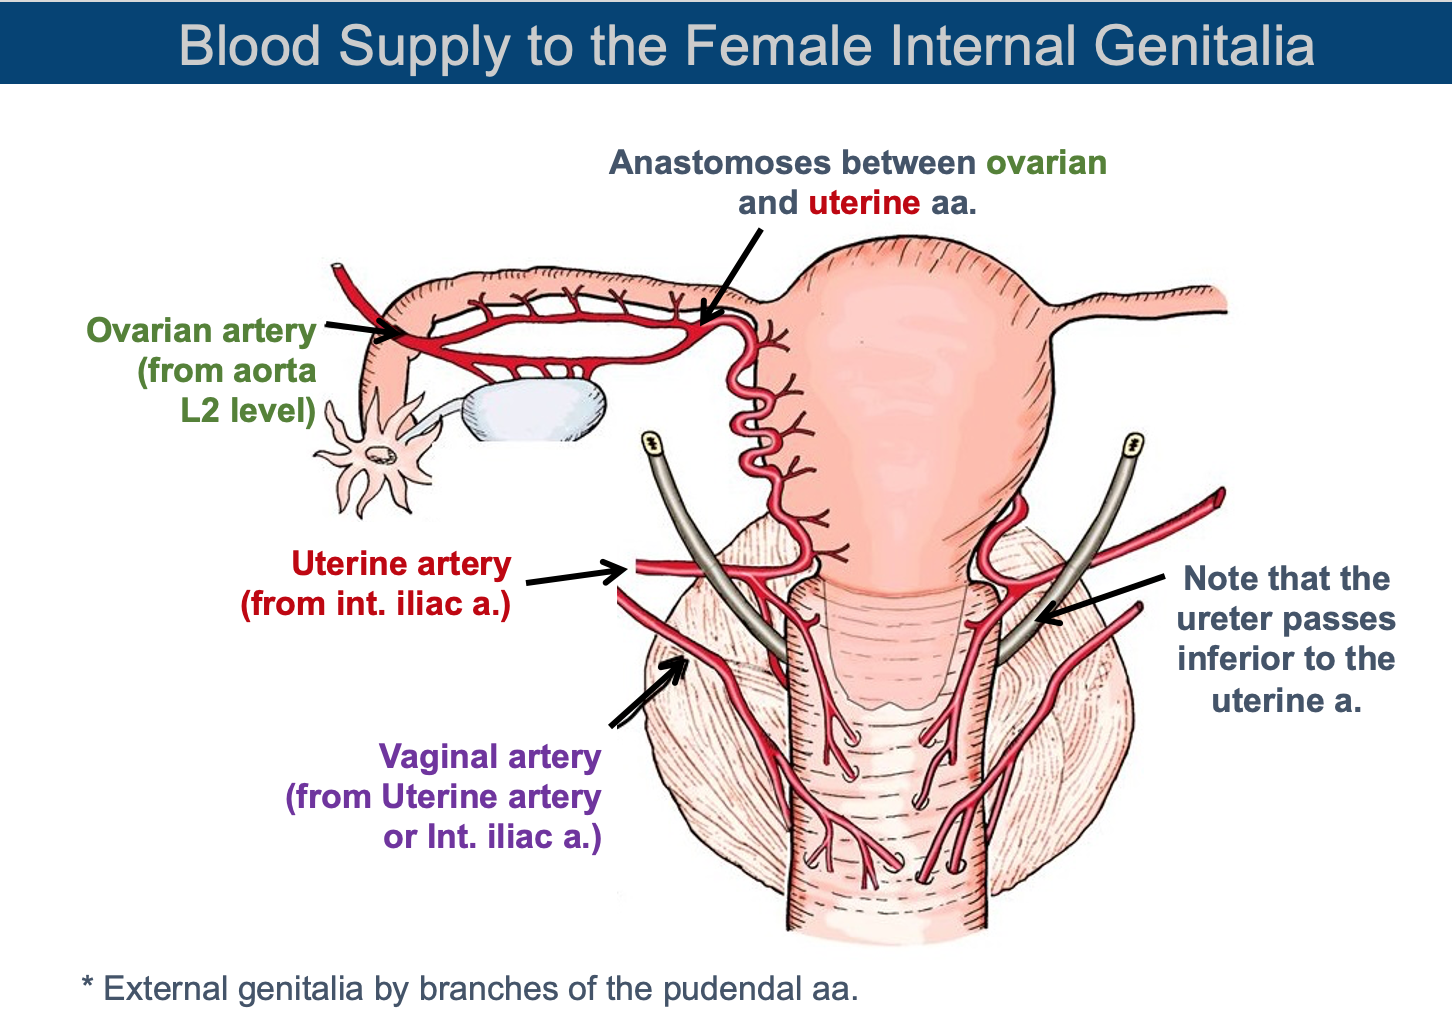 Blood Supply to the Female Internal Genitalia
Anastomoses between ovarian
and uterine aa.
Ovarian artery
(from aorta
L2 level)
Uterine artery
(from int. iliac a.)
Note that the
ureter passes
inferior to the
uterine a.
Vaginal artery
(from Uterine artery
or Int. iliac a.)
* External genitalia by branches of the pudendal aa.